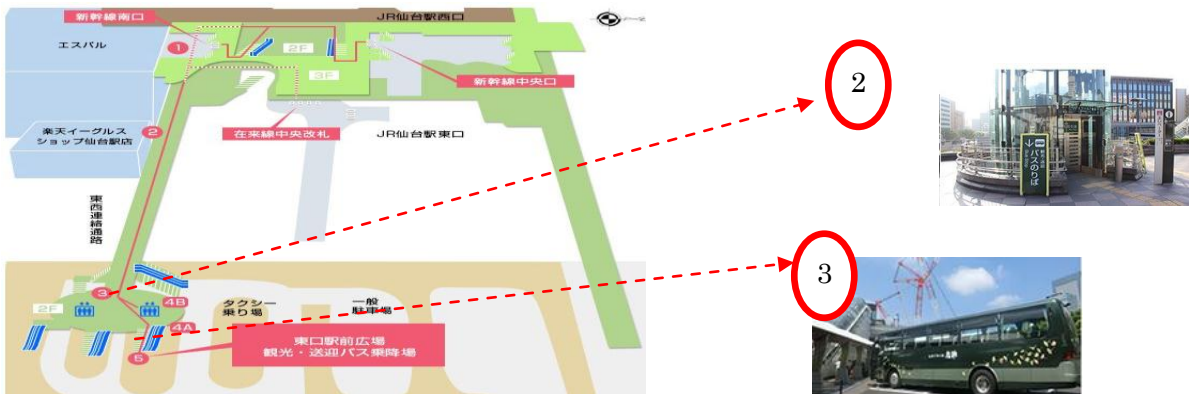 JR仙台駅西口
新幹線南口
エスパル
1
2F
3F
新幹線中央口
2
楽天イーグルス
ショップ仙台駅店
在来線中央改札
JR仙台駅東口
東西連絡通路
3
2F
4B
4A
5
タクシー
乗り場
一般
駐車場
東口駅前広場
観光・送迎バス乗降場
2
バスのりば
3